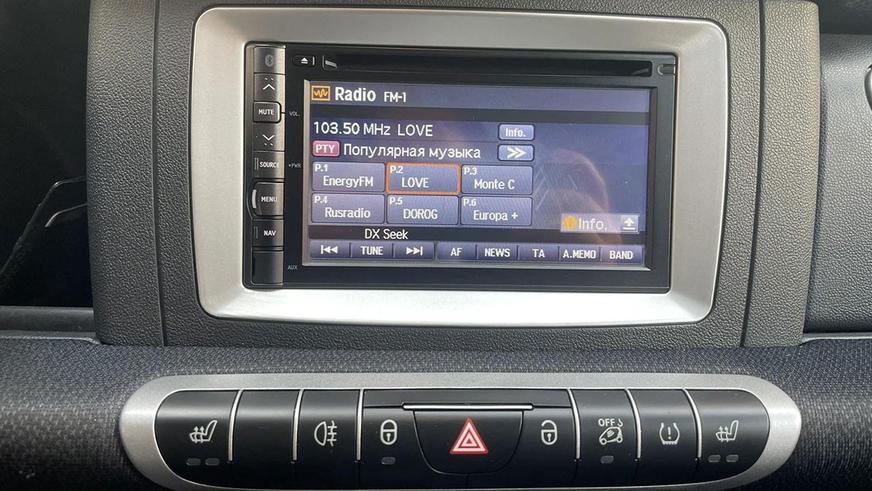 Radio FM-1
MUTE
VOL
103.50 MHz LOVE Info.
PTY Популярная музыка
SOURCE
PWR
P.1 EnergyFM
P.2 LOVE
P.3 Monte C
MENU
P.4 Rusradio
P.5 DOROG
P.6 Europa +
Info.
NAV
DX Seek
TUNE AF NEWS TA A.MEMO BAND
AUX
OFF